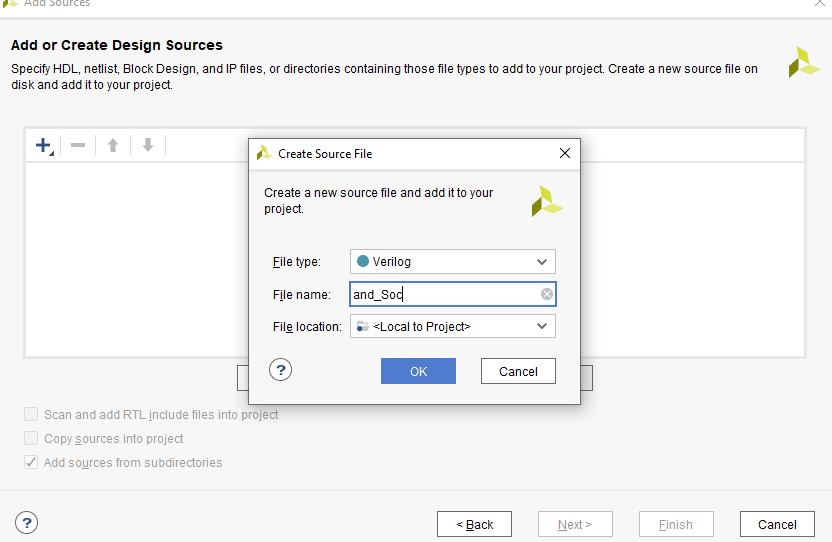 Add Sources
Add or Create Design Sources
Specify HDL, netlist, Block Design, and IP files, or directories containing those file types to add to your project. Create a new source file on
disk and add it to your project.
Create Source File
Create a new source file and add it to your
project.
File type:
Verilog
File name:
and_Soc
File location:
<Local to Project>
?
OK
Cancel
Scan and add RTL include files into project
Copy sources into project
Add sources from subdirectories
?
< Back
Next >
Finish
Cancel